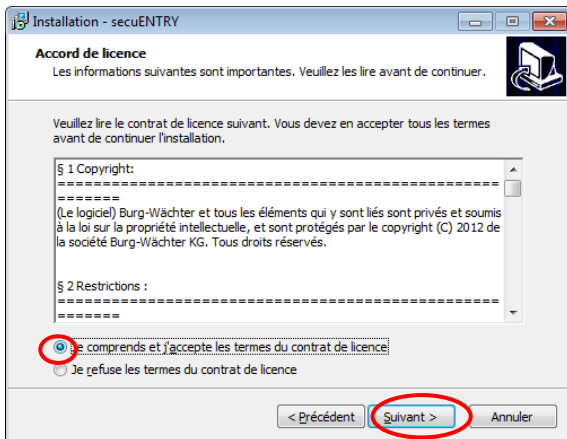 Installation - secuENTRY
Accord de licence
Les informations suivantes sont importantes. Veuillez les lire avant de continuer.
Veuillez lire le contrat de licence suivant. Vous devez en accepter tous les termes
avant de continuer l'installation.
§ 1 Copyright:
=================================================
=======
(Le logiciel) Burg-Wächter et tous les éléments qui y sont liés sont privés et soumis
à la loi sur la propriété intellectuelle, et sont protégés par le copyright (C) 2012 de
la société Burg-Wächter KG. Tous droits réservés.
§ 2 Restrictions :
=================================================
=======
Je comprends et j'accepte les termes du contrat de licence
Je refuse les termes du contrat de licence
< Précédent
Suivant >
Annuler